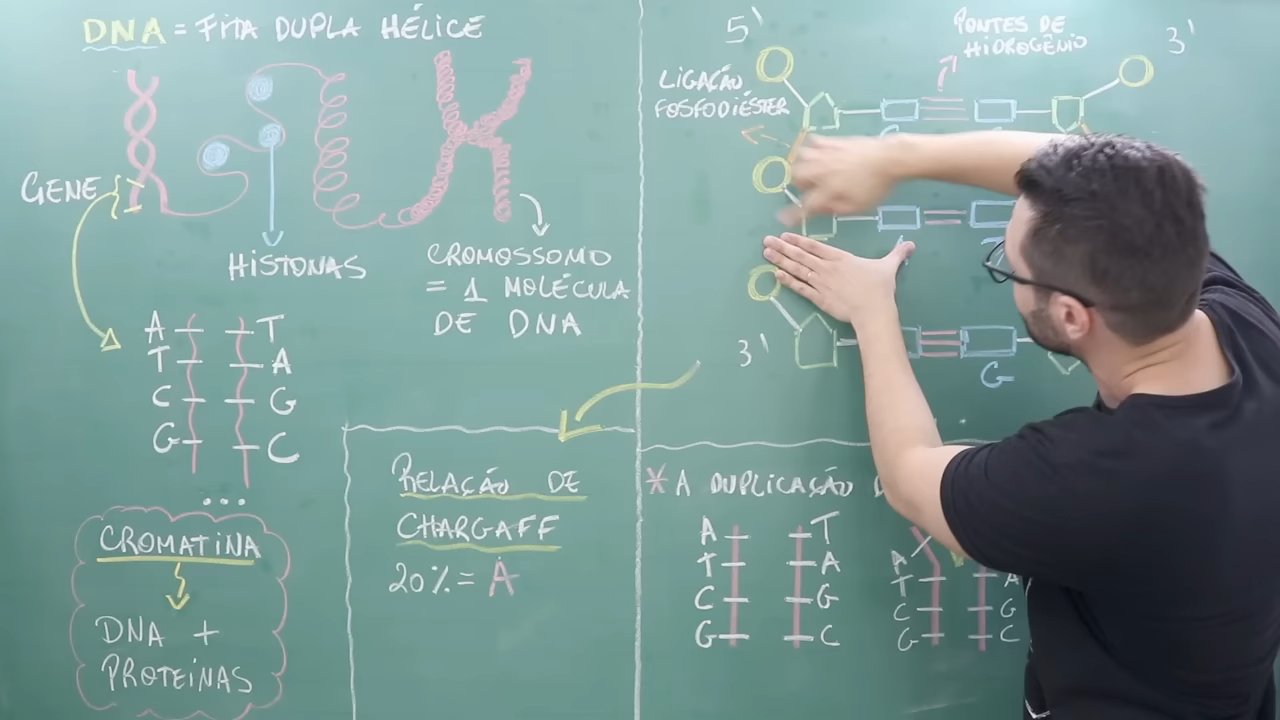 DNA = FITA DUPLA HÉLICE
GENE
HISTONAS
CROMOSSOMO
= 1 MOLÉCULA
DE DNA
A T
T A
C G
G C
...
CROMATINA
DNA +
PROTEÍNAS
RELAÇÃO DE
CHARGAFF
20% = A
5'
PONTES DE
HIDROGÊNIO
3'
LIGAÇÃO
FOSFODIÉSTER
3'
G
* A DUPLICAÇÃO
A T
T A
C G
G C
A
T A
C G
G C